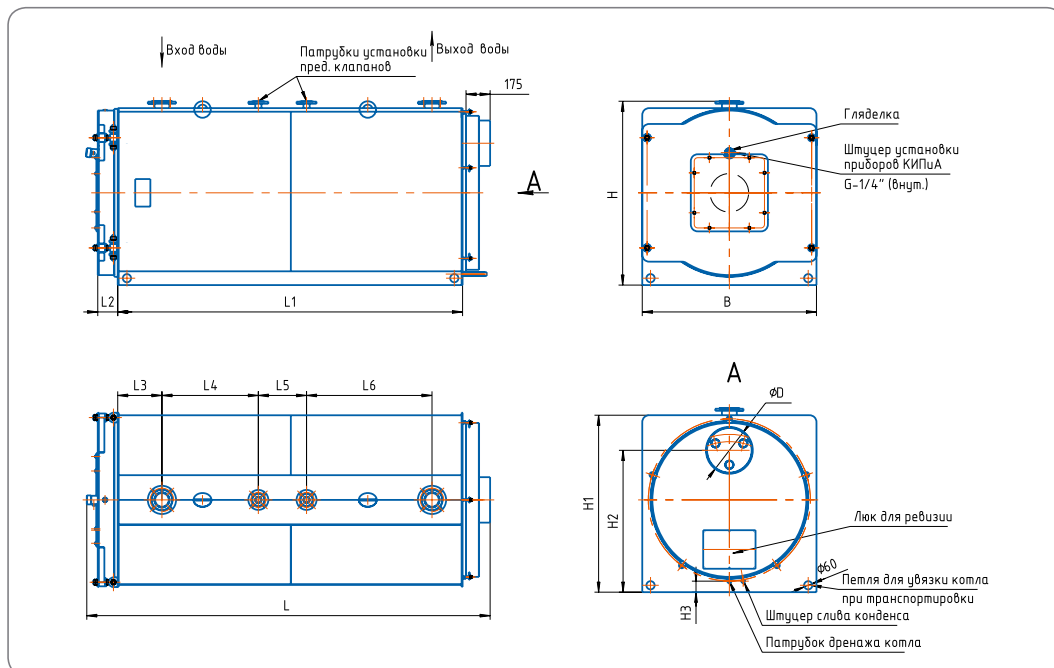 Вход воды
Патрубки установки
пред. клапанов
Выход воды
175
A
L2
L1
H
B
Гляделка
Штуцер установки
приборов КИПиА
G-1/4" (внут.)
L3
L4
L5
L6
L
A
⌀D
H1
H2
H3
Люк для ревизии
⌀60
Петля для увязки котла
при транспортировки
Штуцер слива конденса
Патрубок дренажа котла